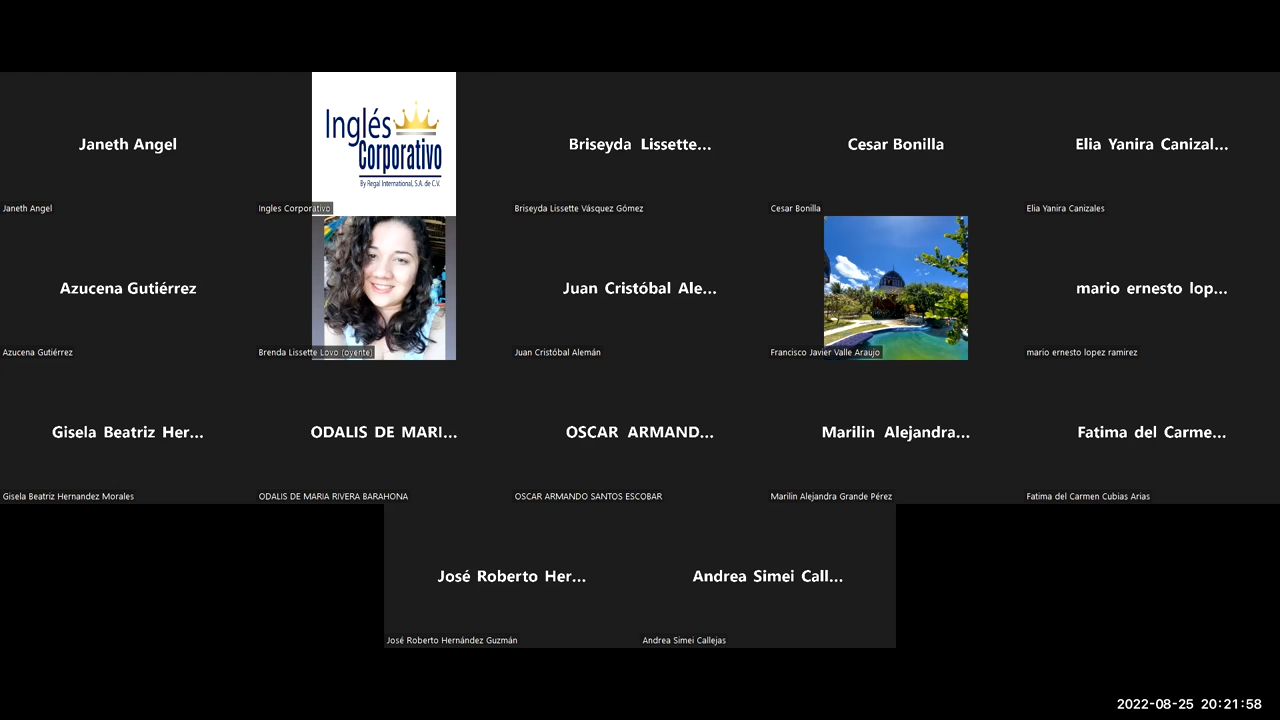 Janeth Angel
Inglés
Corporativo
By Regal International, S.A. de C.V.
Briseyda Lissette...
Cesar Bonilla
Elia Yanira Canizal...
Janeth Angel
Ingles Corporativo
Briseyda Lissette Vásquez Gómez
Cesar Bonilla
Elia Yanira Canizales
Azucena Gutiérrez
Juan Cristóbal Ale...
mario ernesto lop...
Azucena Gutiérrez
Brenda Lissette Lovo (oyente)
Juan Cristóbal Alemán
Francisco Javier Valle Araujo
mario ernesto lopez ramirez
Gisela Beatriz Her...
ODALIS DE MARI...
OSCAR ARMAND...
Marilin Alejandra...
Fatima del Carme...
Gisela Beatriz Hernandez Morales
ODALIS DE MARIA RIVERA BARAHONA
OSCAR ARMANDO SANTOS ESCOBAR
Marilin Alejandra Grande Pérez
Fatima del Carmen Cubias Arias
José Roberto Her...
Andrea Simei Call...
José Roberto Hernández Guzmán
Andrea Simei Callejas
2022-08-25 20:21:58